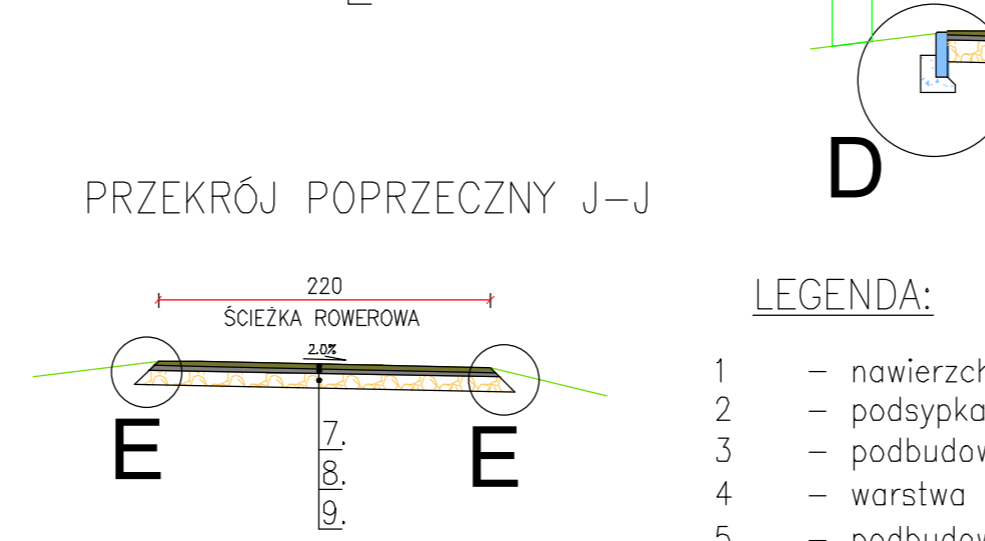 D
PRZEKRÓJ POPRZECZNY J-J
220
ŚCIEŻKA ROWEROWA
2.0%
E
E
7.
8.
9.
LEGENDA:
1 – nawierzch
2 – podsypka
3 – podbudow
4 – warstwa
5 – podbudow